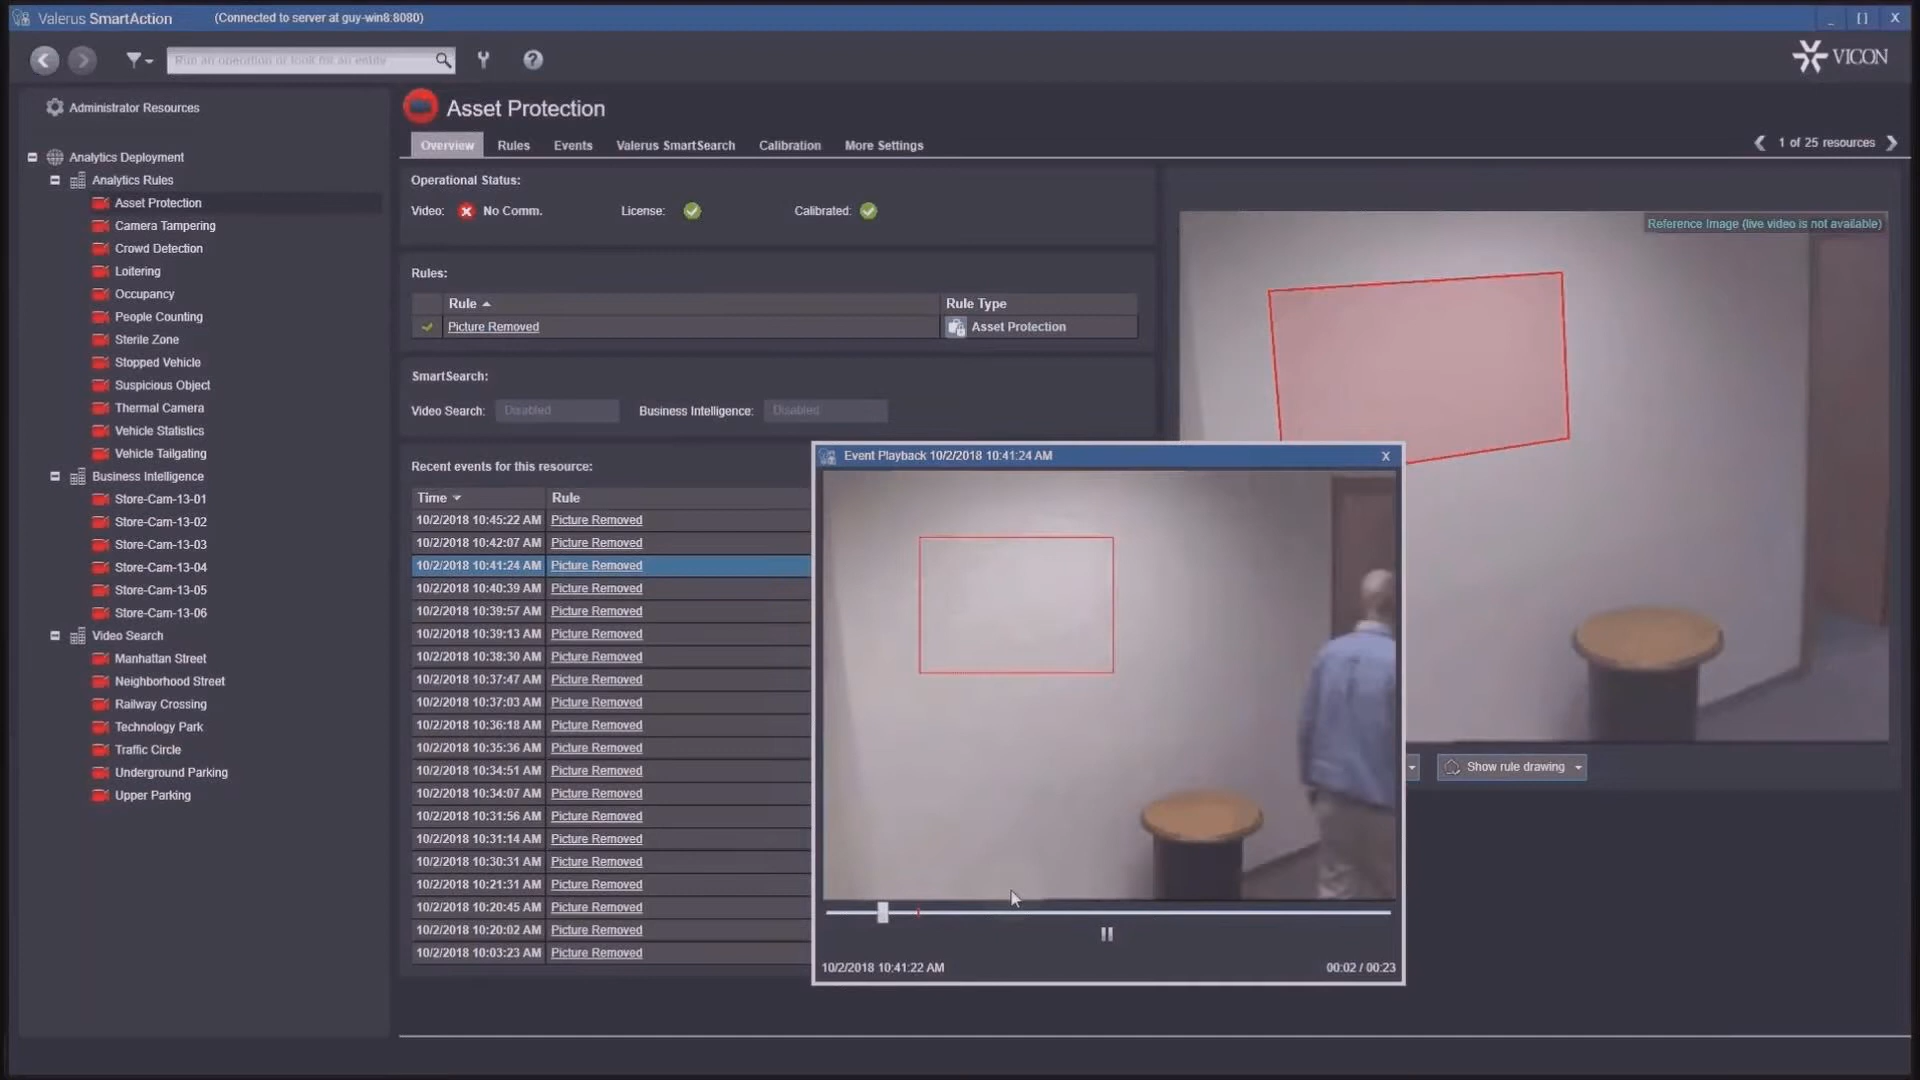 Valerus SmartAction (Connected to server at guy-win8:8080)
Run an operation or look for an entity
VICON
Administrator Resources
Analytics Deployment
Analytics Rules
Asset Protection
Camera Tampering
Crowd Detection
Loitering
Occupancy
People Counting
Sterile Zone
Stopped Vehicle
Suspicious Object
Thermal Camera
Vehicle Statistics
Vehicle Tailgating
Business Intelligence
Store-Cam-13-01
Store-Cam-13-02
Store-Cam-13-03
Store-Cam-13-04
Store-Cam-13-05
Store-Cam-13-06
Video Search
Manhattan Street
Neighborhood Street
Railway Crossing
Technology Park
Traffic Circle
Underground Parking
Upper Parking
Asset Protection
Overview Rules Events Valerus SmartSearch Calibration More Settings
1 of 25 resources
Operational Status:
Video: No Comm. License: Calibrated:
Rules:
Rule Rule Type
Picture Removed Asset Protection
SmartSearch:
Video Search: Disabled Business Intelligence: Disabled
Recent events for this resource:
Time Rule
10/2/2018 10:45:22 AM Picture Removed
10/2/2018 10:42:07 AM Picture Removed
10/2/2018 10:41:24 AM Picture Removed
10/2/2018 10:40:39 AM Picture Removed
10/2/2018 10:39:57 AM Picture Removed
10/2/2018 10:39:13 AM Picture Removed
10/2/2018 10:38:30 AM Picture Removed
10/2/2018 10:37:47 AM Picture Removed
10/2/2018 10:37:03 AM Picture Removed
10/2/2018 10:36:18 AM Picture Removed
10/2/2018 10:35:36 AM Picture Removed
10/2/2018 10:34:51 AM Picture Removed
10/2/2018 10:34:07 AM Picture Removed
10/2/2018 10:31:56 AM Picture Removed
10/2/2018 10:31:14 AM Picture Removed
10/2/2018 10:30:31 AM Picture Removed
10/2/2018 10:21:31 AM Picture Removed
10/2/2018 10:20:45 AM Picture Removed
10/2/2018 10:20:02 AM Picture Removed
10/2/2018 10:03:23 AM Picture Removed
Reference Image (live video is not available)
Show rule drawing
Event Playback 10/2/2018 10:41:24 AM
X
10/2/2018 10:41:22 AM 00:02 / 00:23